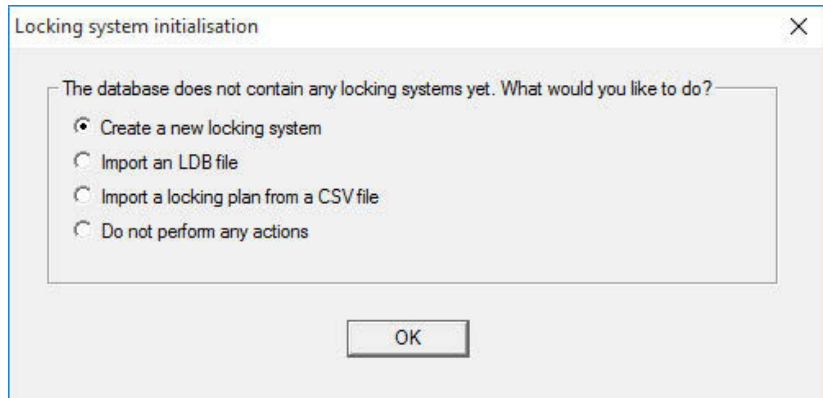 Locking system initialisation
The database does not contain any locking systems yet. What would you like to do?
Create a new locking system
Import an LDB file
Import a locking plan from a CSV file
Do not perform any actions
OK